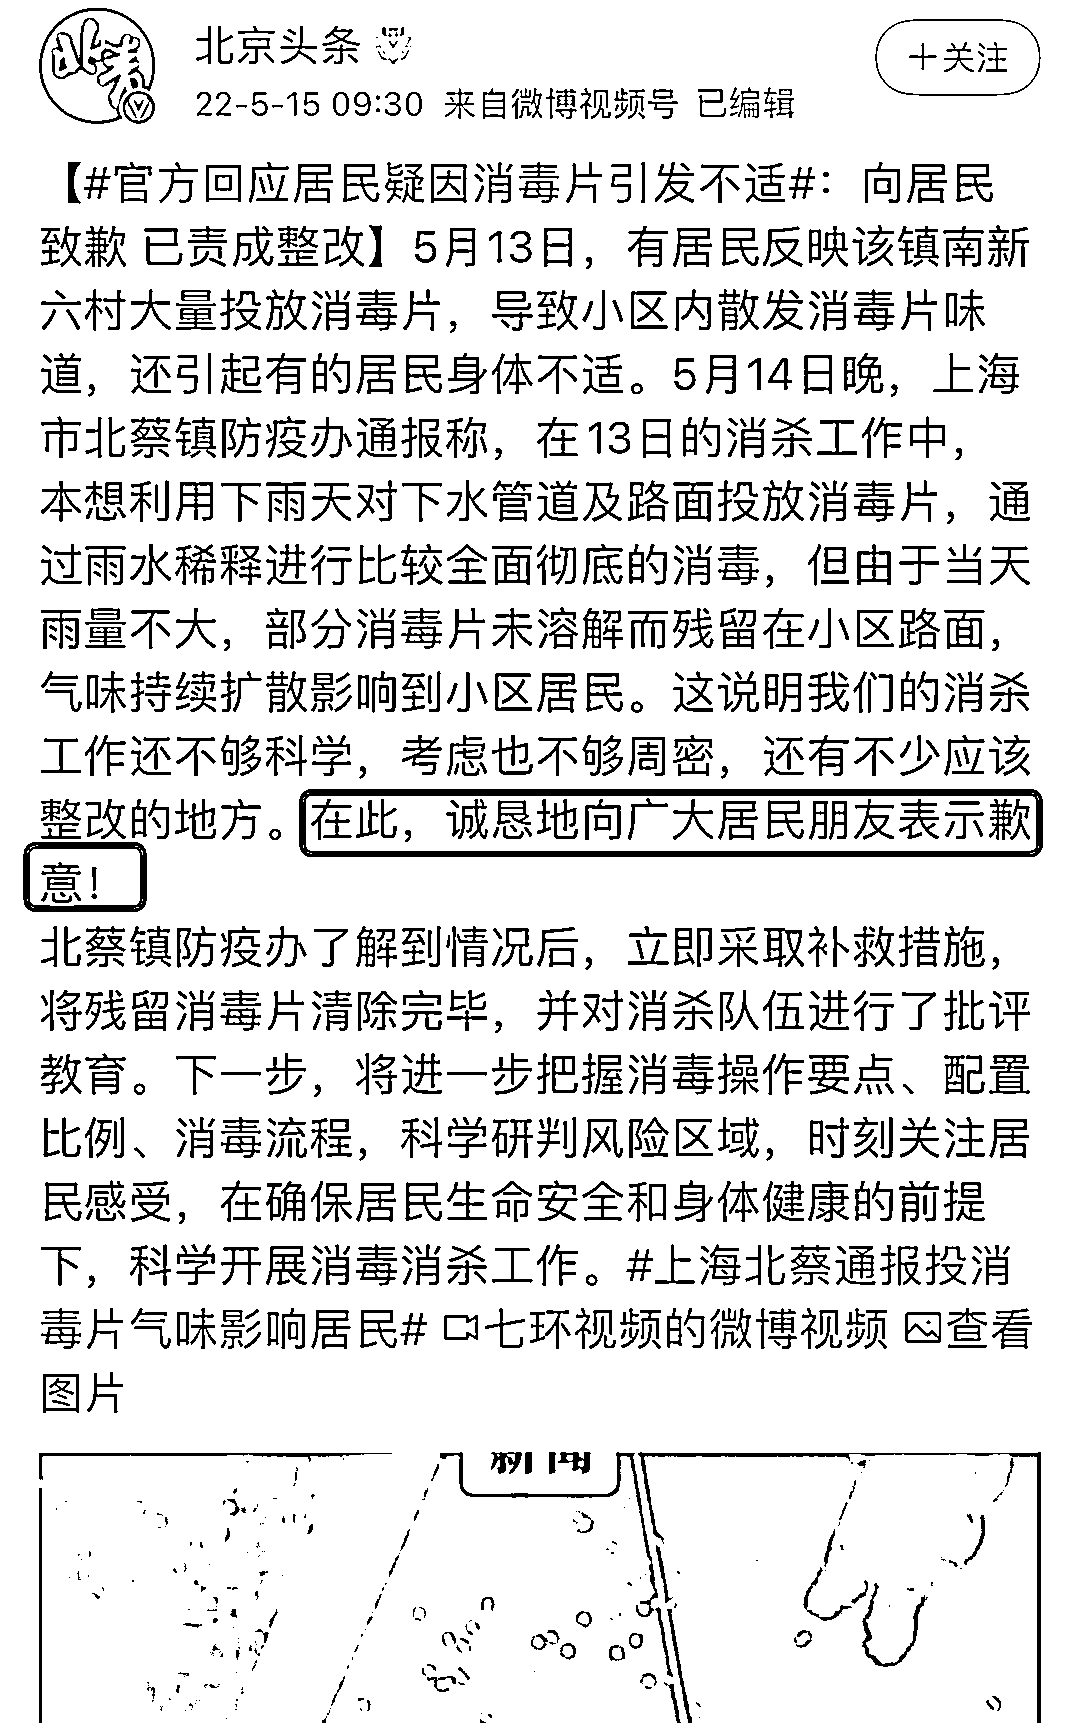 北青
北京头条
+关注
22-5-15 09:30 来自微博视频号 已编辑
【#官方回应居民疑因消毒片引发不适#：向居民
致歉 已责成整改】5月13日，有居民反映该镇南新
六村大量投放消毒片，导致小区内散发消毒片味
道，还引起有的居民身体不适。5月14日晚，上海
市北蔡镇防疫办通报称，在13日的消杀工作中，
本想利用下雨天对下水管道及路面投放消毒片，通
过雨水稀释进行比较全面彻底的消毒，但由于当天
雨量不大，部分消毒片未溶解而残留在小区路面，
气味持续扩散影响到小区居民。这说明我们的消杀
工作还不够科学，考虑也不够周密，还有不少应该
整改的地方。在此，诚恳地向广大居民朋友表示歉
意！
北蔡镇防疫办了解到情况后，立即采取补救措施，
将残留消毒片清除完毕，并对消杀队伍进行了批评
教育。下一步，将进一步把握消毒操作要点、配置
比例、消毒流程，科学研判风险区域，时刻关注居
民感受，在确保居民生命安全和身体健康的前提
下，科学开展消毒消杀工作。#上海北蔡通报投消
毒片气味影响居民# 七环视频的微博视频 查看
图片
新闻